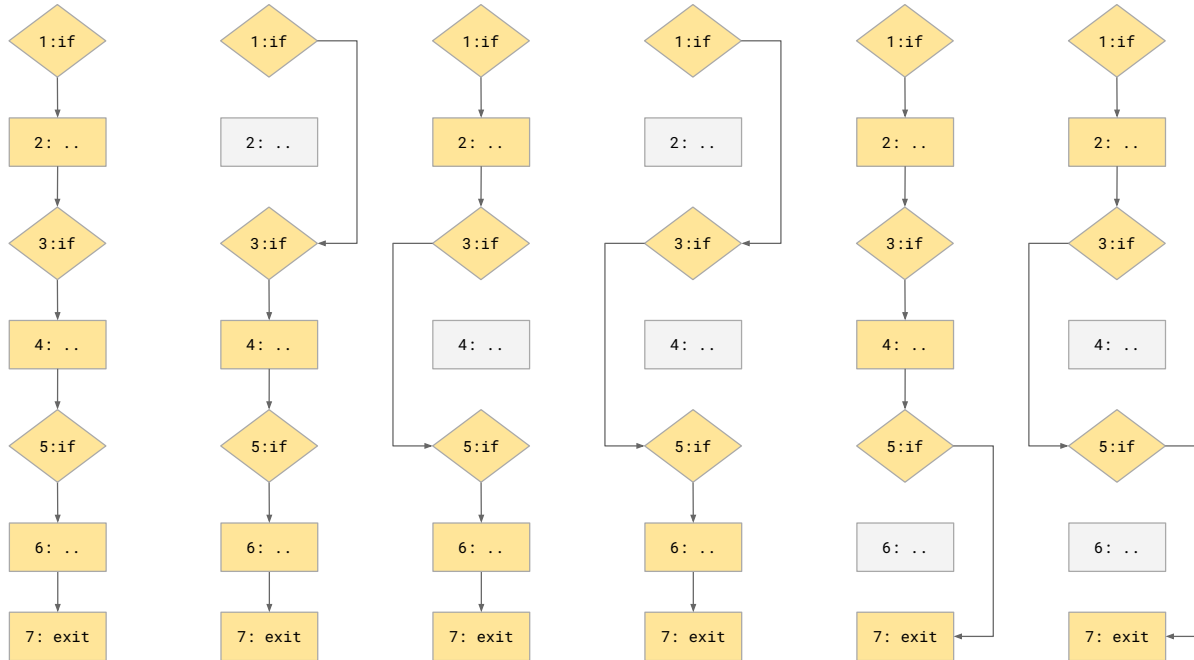 1:if 1:if 1:if 1:if 1:if 1:if
2: .. 2: .. 2: .. 2: .. 2: .. 2: ..
3:if 3:if 3:if 3:if 3:if 3:if
4: .. 4: .. 4: .. 4: .. 4: .. 4: ..
5:if 5:if 5:if 5:if 5:if 5:if
6: .. 6: .. 6: .. 6: .. 6: .. 6: ..
7: exit 7: exit 7: exit 7: exit 7: exit 7: exit